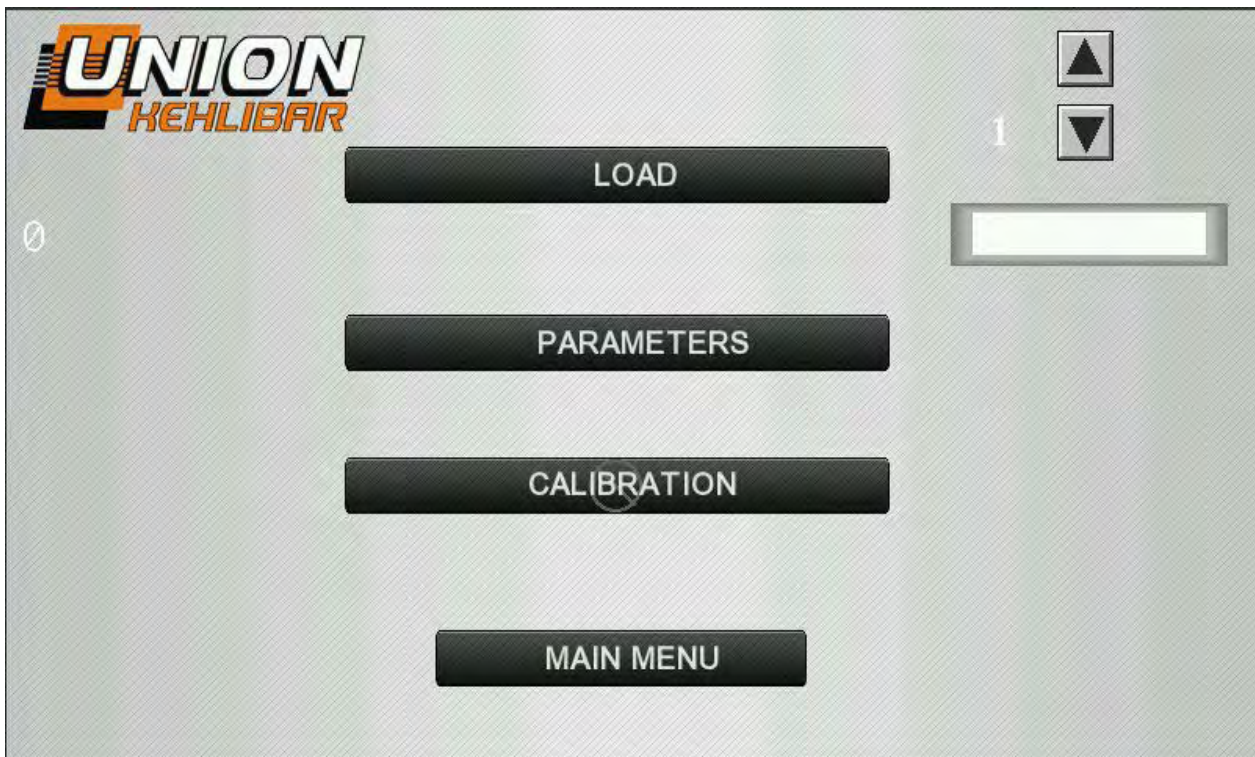 UNION
KEHLIBAR
1
LOAD
0
PARAMETERS
CALIBRATION
MAIN MENU